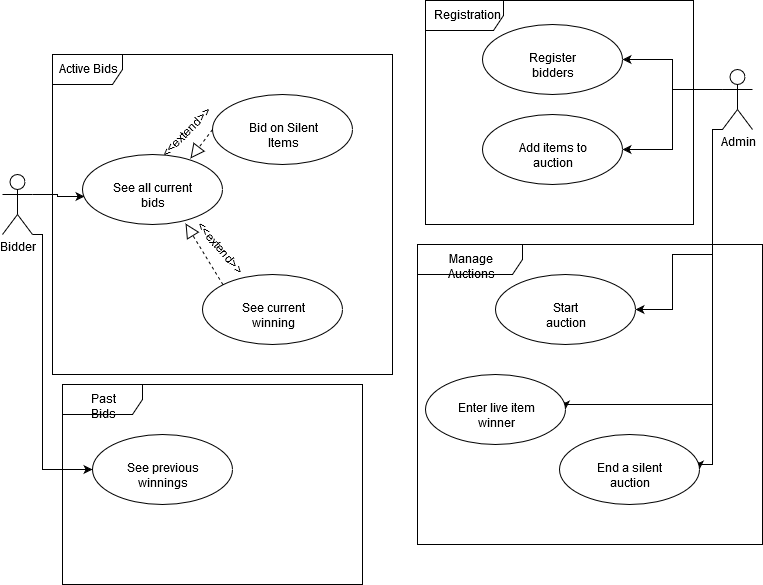 Registration
Register
bidders
Add items to
auction
Admin
Active Bids
<<extend>>
Bid on Silent
Items
See all current
bids
Bidder
<<extend>>
See current
winning
Manage
Auctions
Start
auction
Enter live item
winner
End a silent
auction
Past
Bids
See previous
winnings